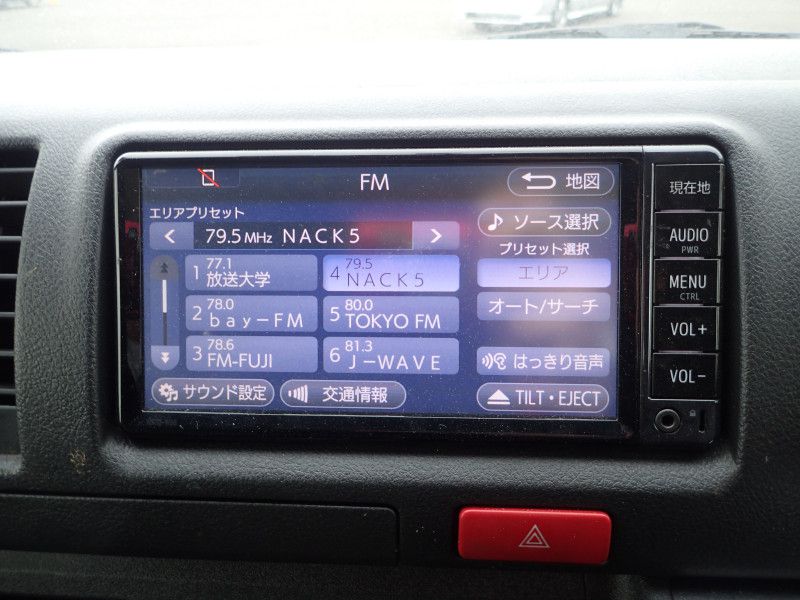 FM
地図
現在地
エリアプリセット
ソース選択
79.5MHz NACK5
プリセット選択
AUDIO
PWR
1 77.1 放送大学
4 79.5 NACK5
エリア
MENU
CTRL
2 78.0 bay-FM
5 80.0 TOKYO FM
オート/サーチ
VOL+
3 78.6 FM-FUJI
6 81.3 J-WAVE
はっきり音声
VOL-
サウンド設定
交通情報
TILT・EJECT